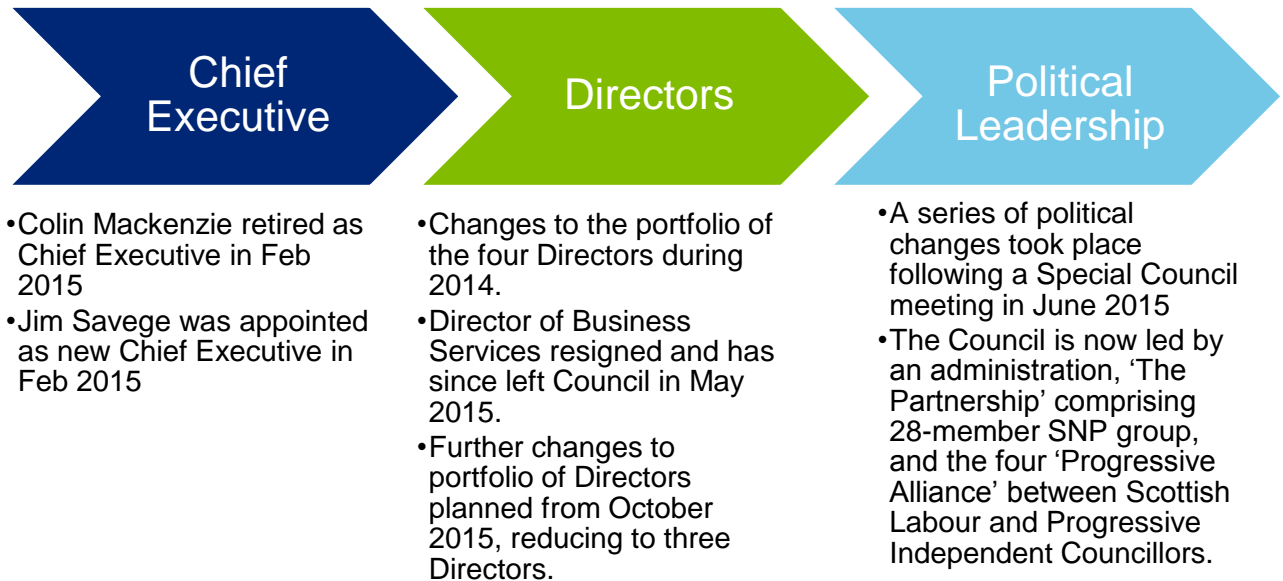 Chief
Executive
Directors
Political
Leadership
•Colin Mackenzie retired as
Chief Executive in Feb
2015
•Jim Savege was appointed
as new Chief Executive in
Feb 2015
•Changes to the portfolio of
the four Directors during
2014.
•Director of Business
Services resigned and has
since left Council in May
2015.
•Further changes to
portfolio of Directors
planned from October
2015, reducing to three
Directors.
•A series of political
changes took place
following a Special Council
meeting in June 2015
•The Council is now led by
an administration, ‘The
Partnership’ comprising
28-member SNP group,
and the four ‘Progressive
Alliance’ between Scottish
Labour and Progressive
Independent Councillors.